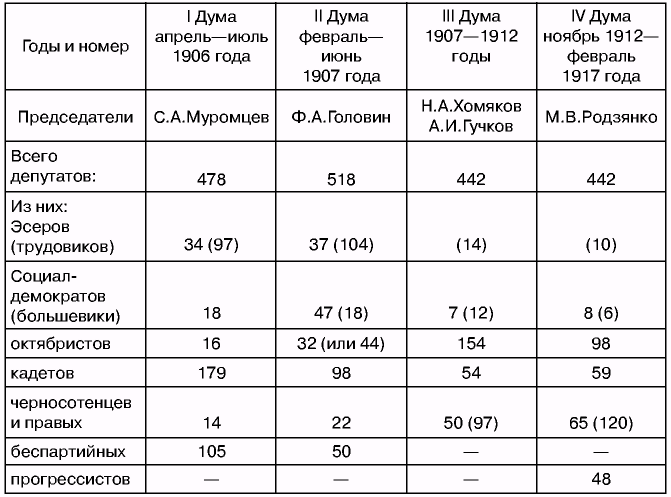 Годы и номер
I Дума
апрель—июль
1906 года
II Дума
февраль—
июнь
1907 года
III Дума
1907—1912
годы
IV Дума
ноябрь 1912—
февраль
1917 года
Председатели
С.А.Муромцев
Ф.А.Головин
Н.А.Хомяков
А.И.Гучков
М.В.Родзянко
Всего
депутатов:
478
518
442
442
Из них:
Эсеров
(трудовиков)
34 (97)
37 (104)
(14)
(10)
Социал-
демократов
(большевики)
18
47 (18)
7 (12)
8 (6)
октябристов
16
32 (или 44)
154
98
кадетов
179
98
54
59
черносотенцев
и правых
14
22
50 (97)
65 (120)
беспартийных
105
50
—
—
прогрессистов
—
—
—
48